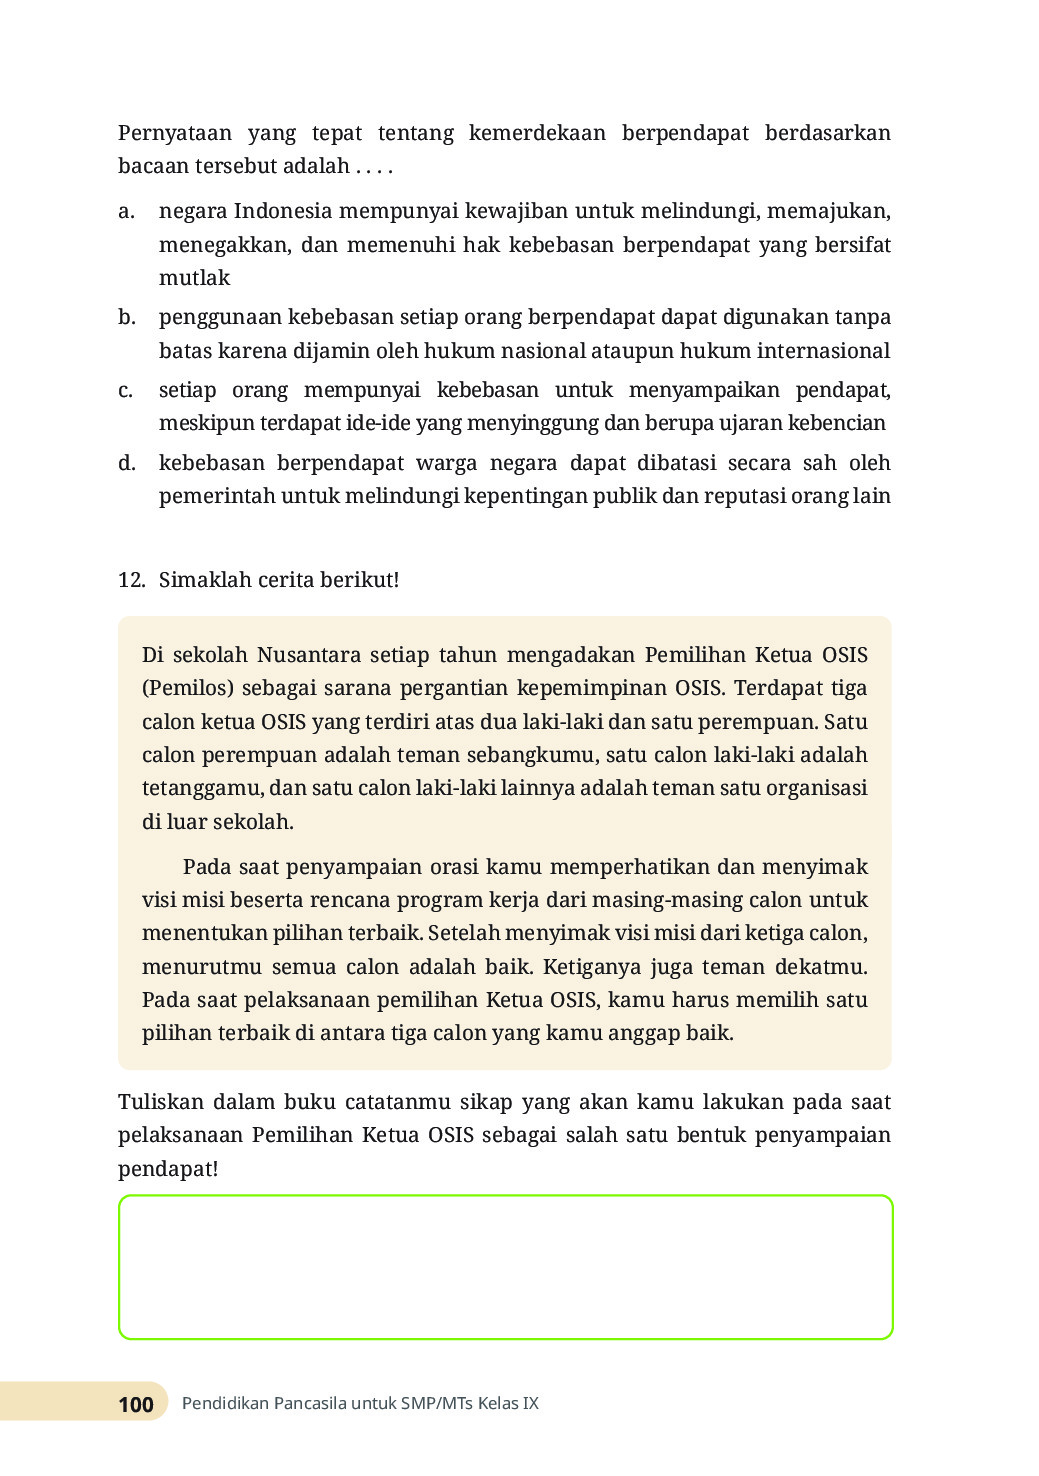 Pernyataan yang tepat tentang kemerdekaan berpendapat berdasarkan
bacaan tersebut adalah . . . .
a. negara Indonesia mempunyai kewajiban untuk melindungi, memajukan,
menegakkan, dan memenuhi hak kebebasan berpendapat yang bersifat
mutlak
b. penggunaan kebebasan setiap orang berpendapat dapat digunakan tanpa
batas karena dijamin oleh hukum nasional ataupun hukum internasional
c. setiap orang mempunyai kebebasan untuk menyampaikan pendapat,
meskipun terdapat ide-ide yang menyinggung dan berupa ujaran kebencian
d. kebebasan berpendapat warga negara dapat dibatasi secara sah oleh
pemerintah untuk melindungi kepentingan publik dan reputasi orang lain
12. Simaklah cerita berikut!
Di sekolah Nusantara setiap tahun mengadakan Pemilihan Ketua OSIS
(Pemilos) sebagai sarana pergantian kepemimpinan OSIS. Terdapat tiga
calon ketua OSIS yang terdiri atas dua laki-laki dan satu perempuan. Satu
calon perempuan adalah teman sebangkumu, satu calon laki-laki adalah
tetanggamu, dan satu calon laki-laki lainnya adalah teman satu organisasi
di luar sekolah.
Pada saat penyampaian orasi kamu memperhatikan dan menyimak
visi misi beserta rencana program kerja dari masing-masing calon untuk
menentukan pilihan terbaik. Setelah menyimak visi misi dari ketiga calon,
menurutmu semua calon adalah baik. Ketiganya juga teman dekatmu.
Pada saat pelaksanaan pemilihan Ketua OSIS, kamu harus memilih satu
pilihan terbaik di antara tiga calon yang kamu anggap baik.
Tuliskan dalam buku catatanmu sikap yang akan kamu lakukan pada saat
pelaksanaan Pemilihan Ketua OSIS sebagai salah satu bentuk penyampaian
pendapat!
100 Pendidikan Pancasila untuk SMP/MTs Kelas IX